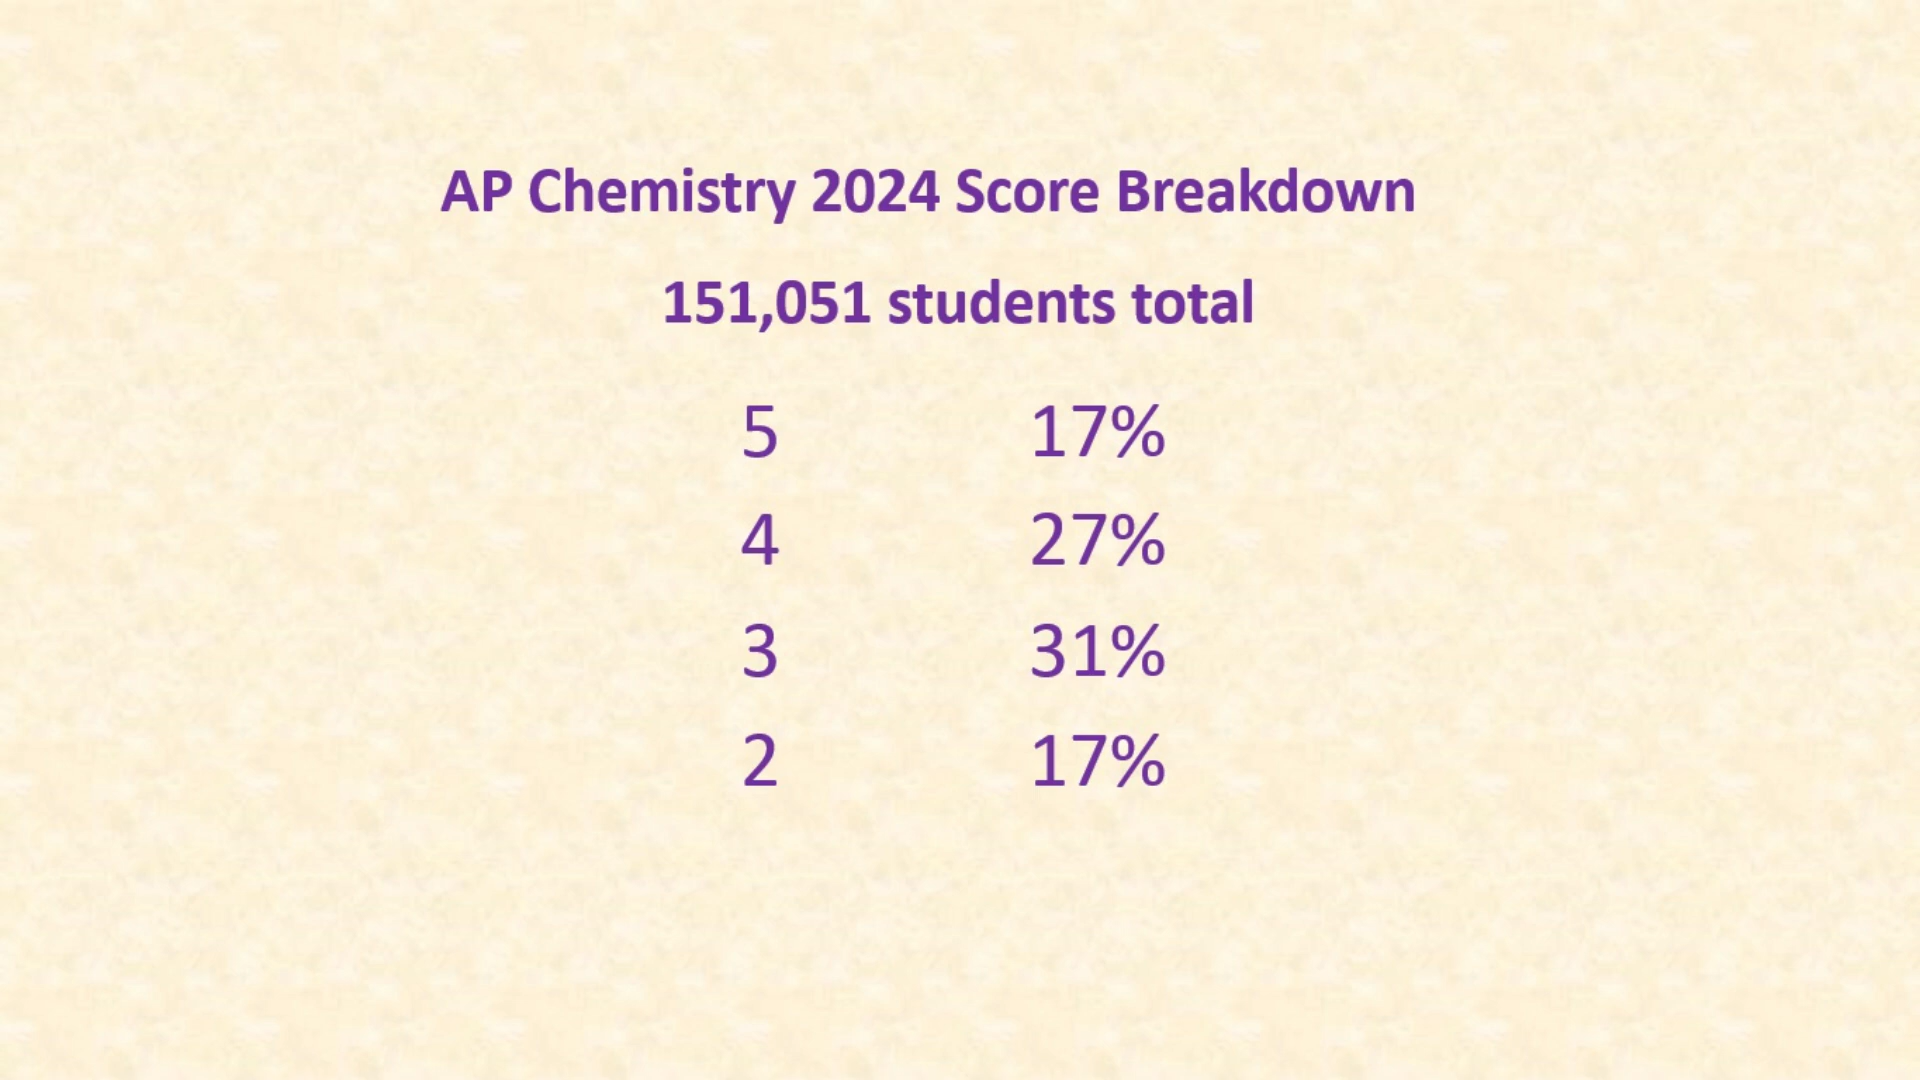 AP Chemistry 2024 Score Breakdown
151,051 students total
5 17%
4 27%
3 31%
2 17%